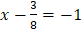 x − 3/8 = −1